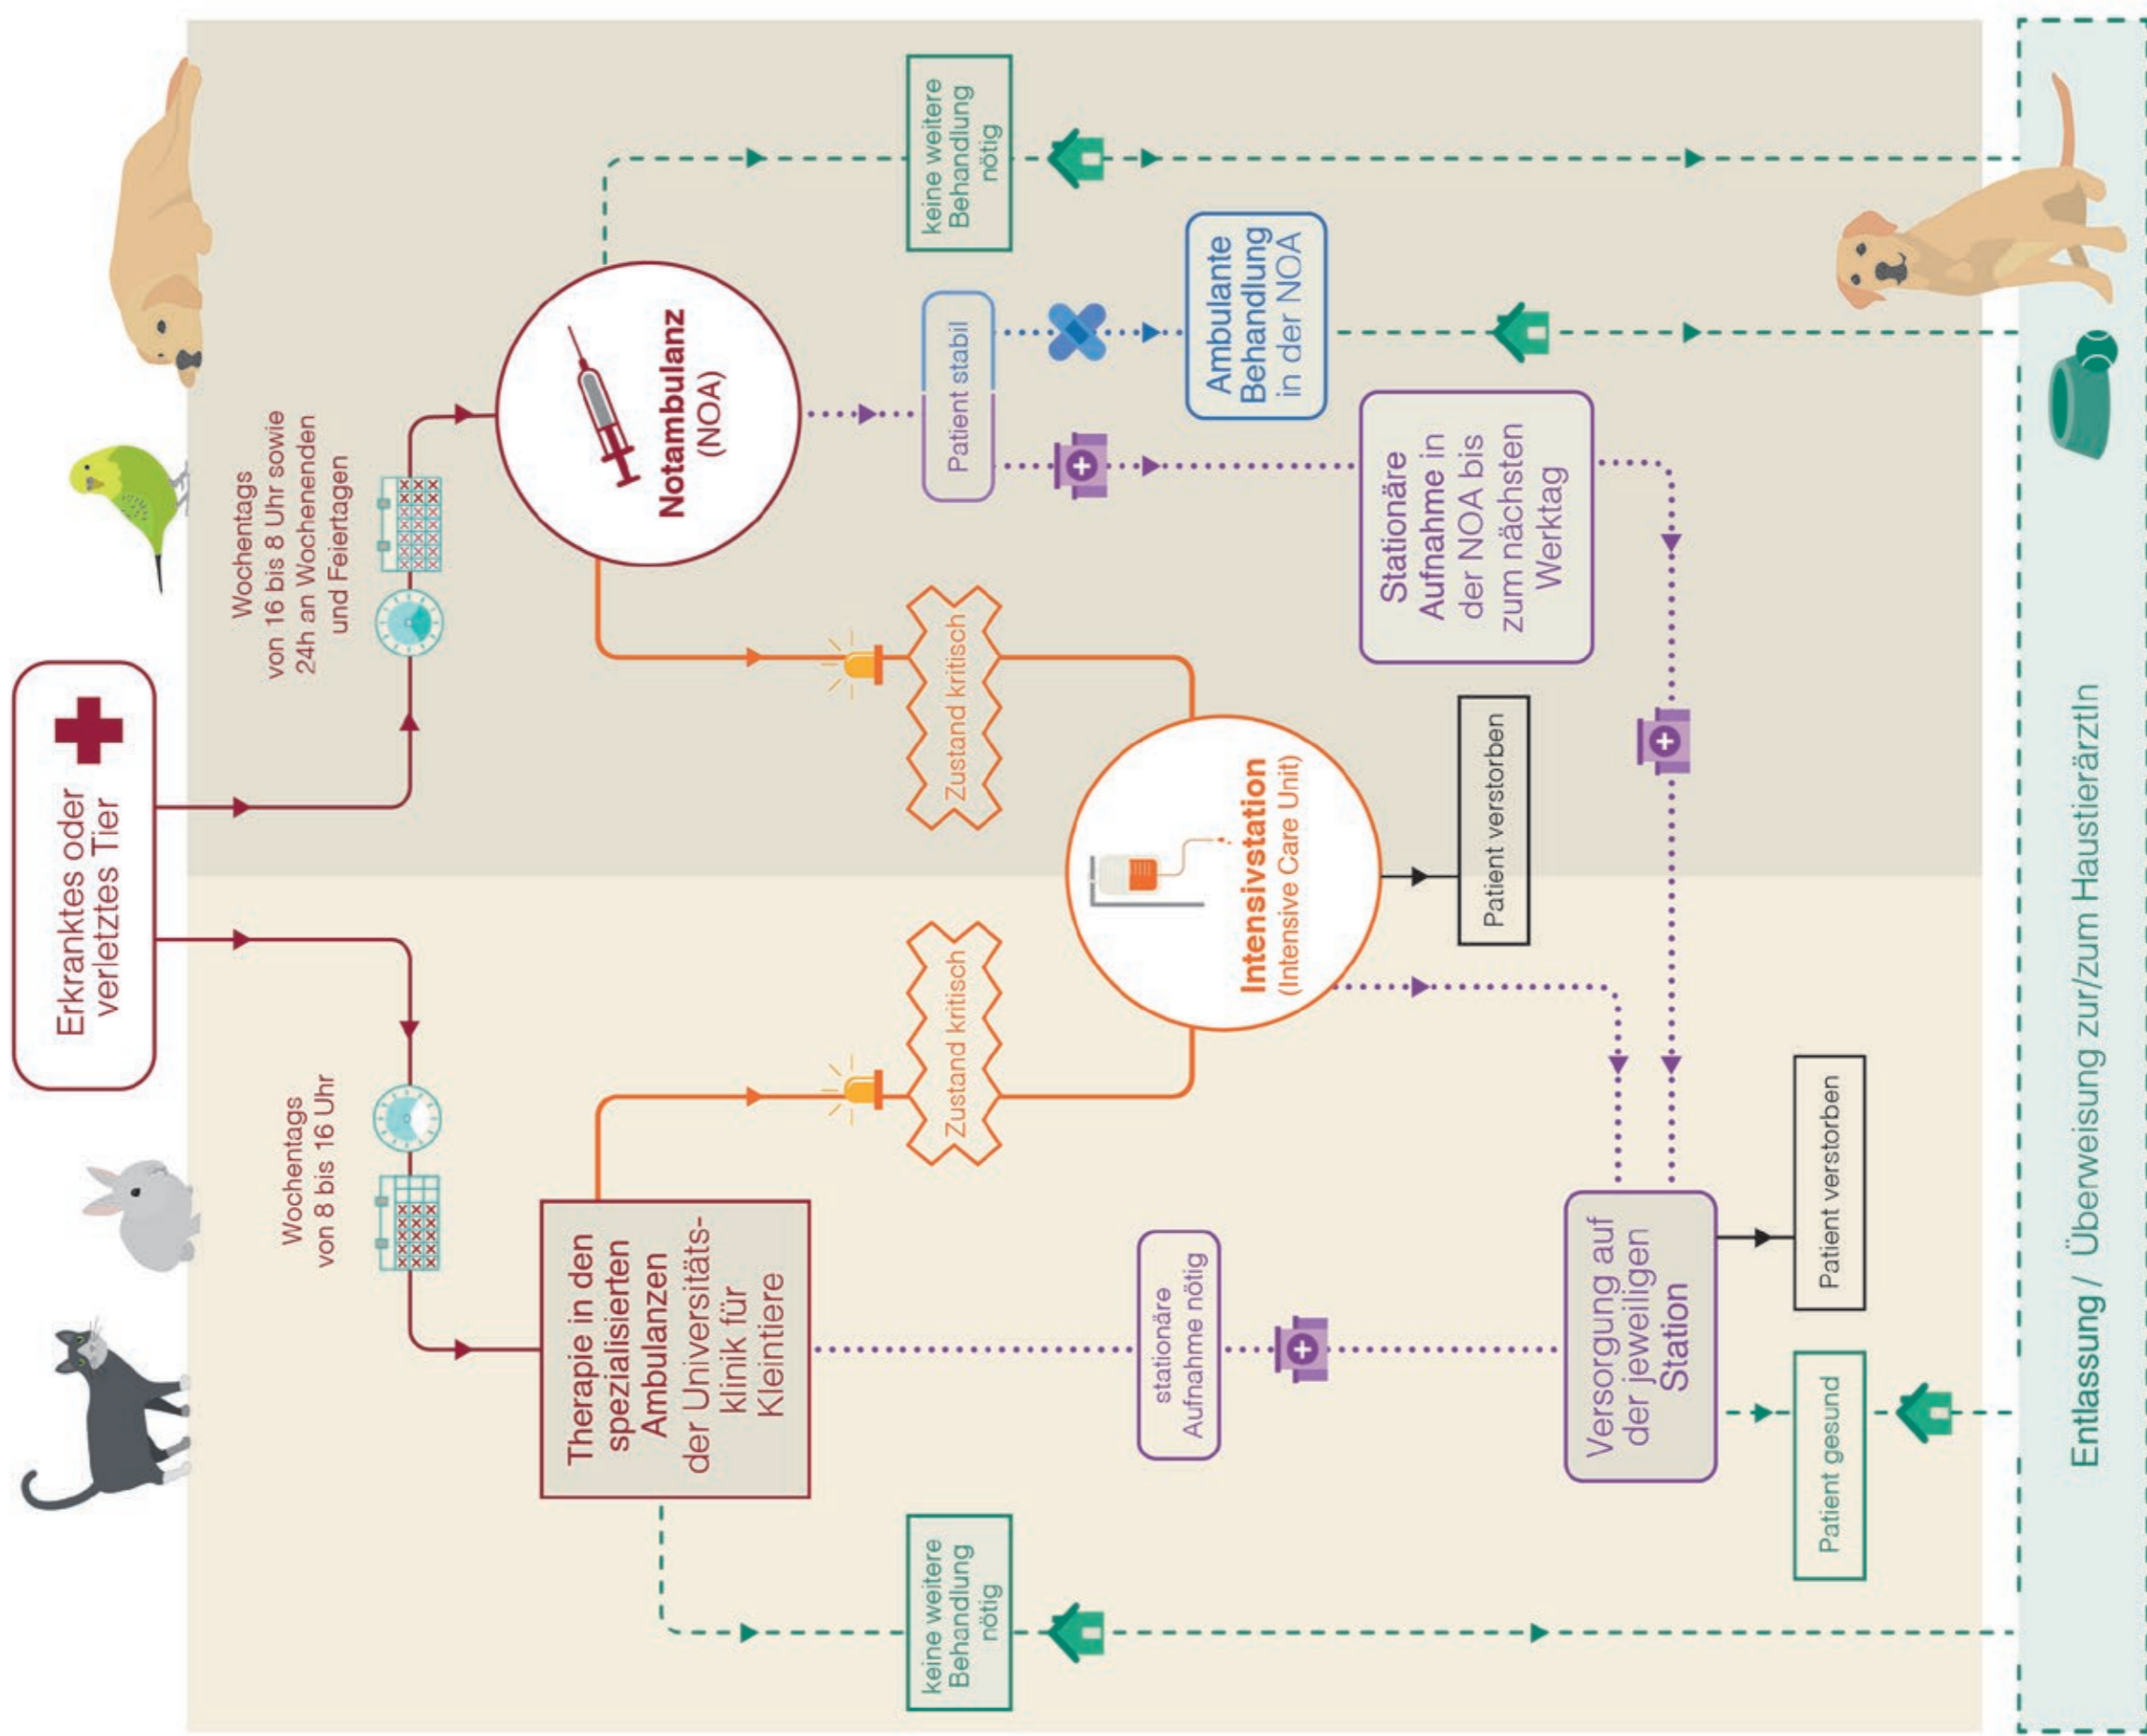 Erkranktes oder
verletztes Tier
Wochentags
von 8 bis 16 Uhr
Wochentags
von 16 bis 8 Uhr sowie
24h an Wochenenden
und Feiertagen
Therapie in den
spezialisierten
Ambulanzen
der Universitäts-
klinik für
Kleintiere
Notambulanz
(NOA)
keine weitere
Behandlung
nötig
Zustand kritisch
Zustand kritisch
Patient stabil
keine weitere
Behandlung
nötig
stationäre
Aufnahme nötig
Intensivstation
(Intensive Care Unit)
Ambulante
Behandlung
in der NOA
Stationäre
Aufnahme in
der NOA bis
zum nächsten
Werktag
Patient verstorben
Versorgung auf
der jeweiligen
Station
Patient gesund
Patient verstorben
Entlassung / Überweisung zur/zum HaustierärztIn